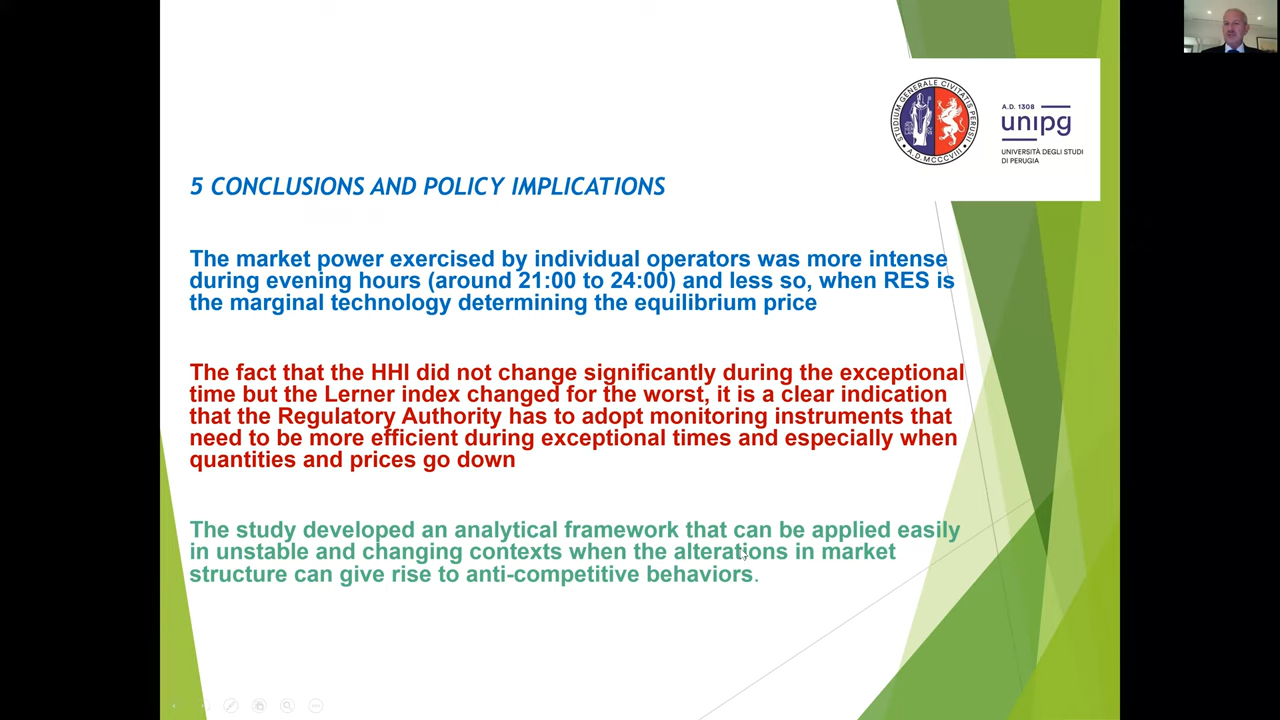 STUDIUM GENERALE CIVITATIS PERUSII
• A.D. MCCCVIII •
A.D. 1308
unipg
UNIVERSITÀ DEGLI STUDI
DI PERUGIA
5 CONCLUSIONS AND POLICY IMPLICATIONS
The market power exercised by individual operators was more intense
during evening hours (around 21:00 to 24:00) and less so, when RES is
the marginal technology determining the equilibrium price
The fact that the HHI did not change significantly during the exceptional
time but the Lerner index changed for the worst, it is a clear indication
that the Regulatory Authority has to adopt monitoring instruments that
need to be more efficient during exceptional times and especially when
quantities and prices go down
The study developed an analytical framework that can be applied easily
in unstable and changing contexts when the alterations in market
structure can give rise to anti-competitive behaviors.